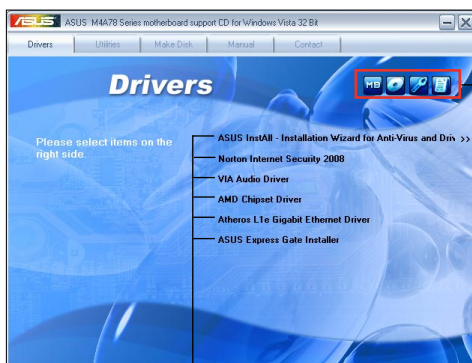 ASUS M4A78 Series motherboard support CD for Windows Vista 32 Bit
Drivers
Utilities
Make Disk
Manual
Contact
Drivers
MB
Please select items on the
right side.
ASUS InstAll - Installation Wizard for Anti-Virus and Driv >>
Norton Internet Security 2008
VIA Audio Driver
AMD Chipset Driver
Atheros L1e Gigabit Ethernet Driver
ASUS Express Gate Installer